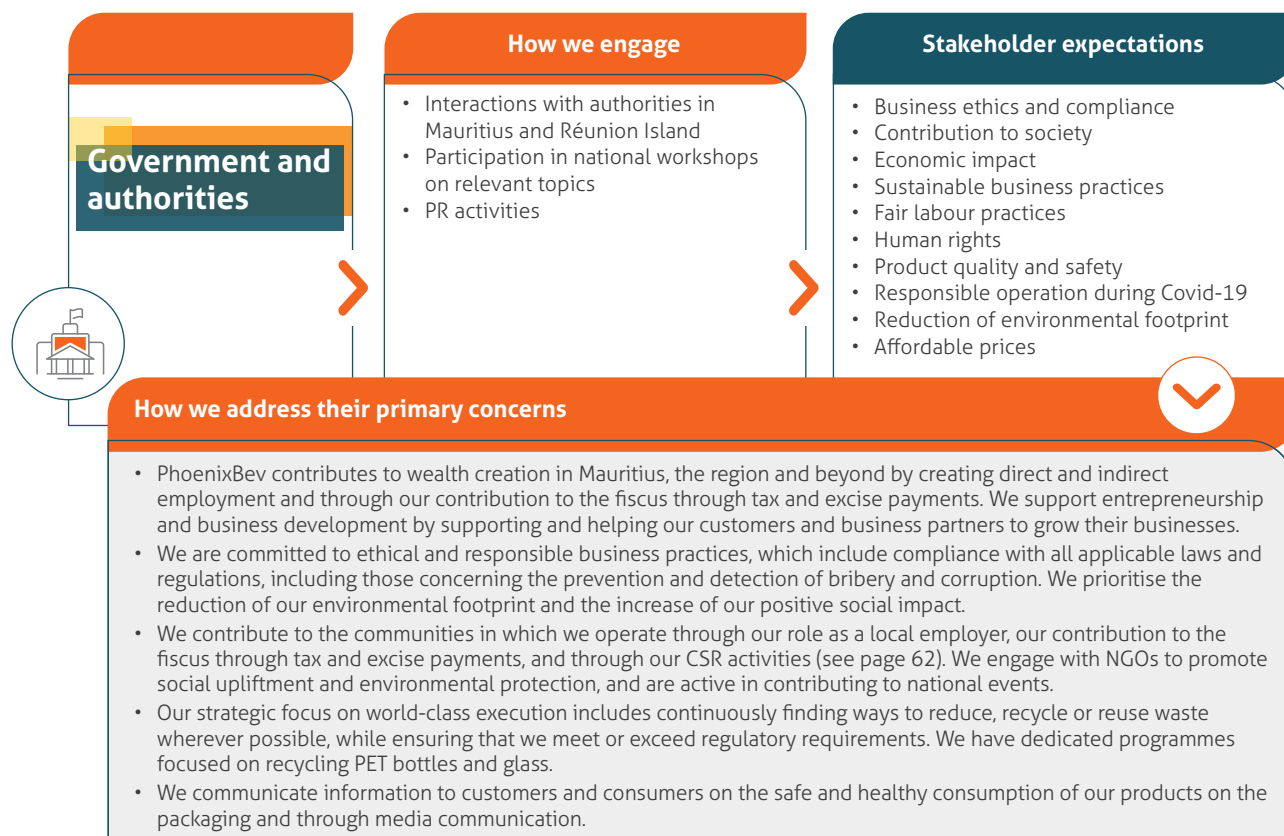 Government and
authorities
How we engage
• Interactions with authorities in
Mauritius and Réunion Island
• Participation in national workshops
on relevant topics
• PR activities
Stakeholder expectations
• Business ethics and compliance
• Contribution to society
• Economic impact
• Sustainable business practices
• Fair labour practices
• Human rights
• Product quality and safety
• Responsible operation during Covid-19
• Reduction of environmental footprint
• Affordable prices
How we address their primary concerns
• PhoenixBev contributes to wealth creation in Mauritius, the region and beyond by creating direct and indirect
employment and through our contribution to the fiscus through tax and excise payments. We support entrepreneurship
and business development by supporting and helping our customers and business partners to grow their businesses.
• We are committed to ethical and responsible business practices, which include compliance with all applicable laws and
regulations, including those concerning the prevention and detection of bribery and corruption. We prioritise the
reduction of our environmental footprint and the increase of our positive social impact.
• We contribute to the communities in which we operate through our role as a local employer, our contribution to the
fiscus through tax and excise payments, and through our CSR activities (see page 62). We engage with NGOs to promote
social upliftment and environmental protection, and are active in contributing to national events.
• Our strategic focus on world-class execution includes continuously finding ways to reduce, recycle or reuse waste
wherever possible, while ensuring that we meet or exceed regulatory requirements. We have dedicated programmes
focused on recycling PET bottles and glass.
• We communicate information to customers and consumers on the safe and healthy consumption of our products on the
packaging and through media communication.